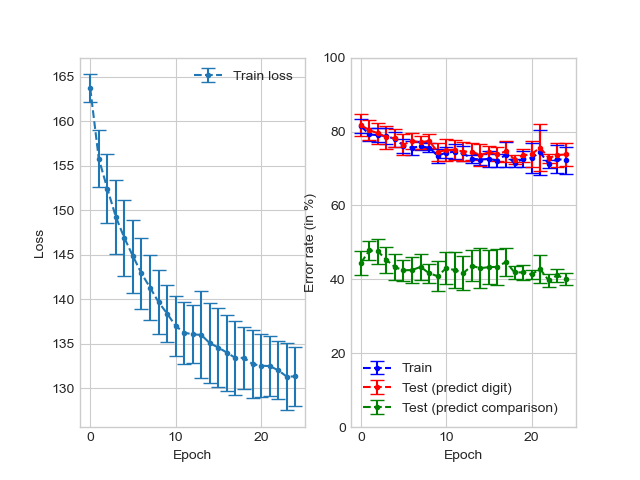 Train loss
165
160
155
150
145
140
135
130
0
10
20
Loss
Epoch
100
80
60
40
20
0
0
10
20
Error rate (in %)
Epoch
Train
Test (predict digit)
Test (predict comparison)